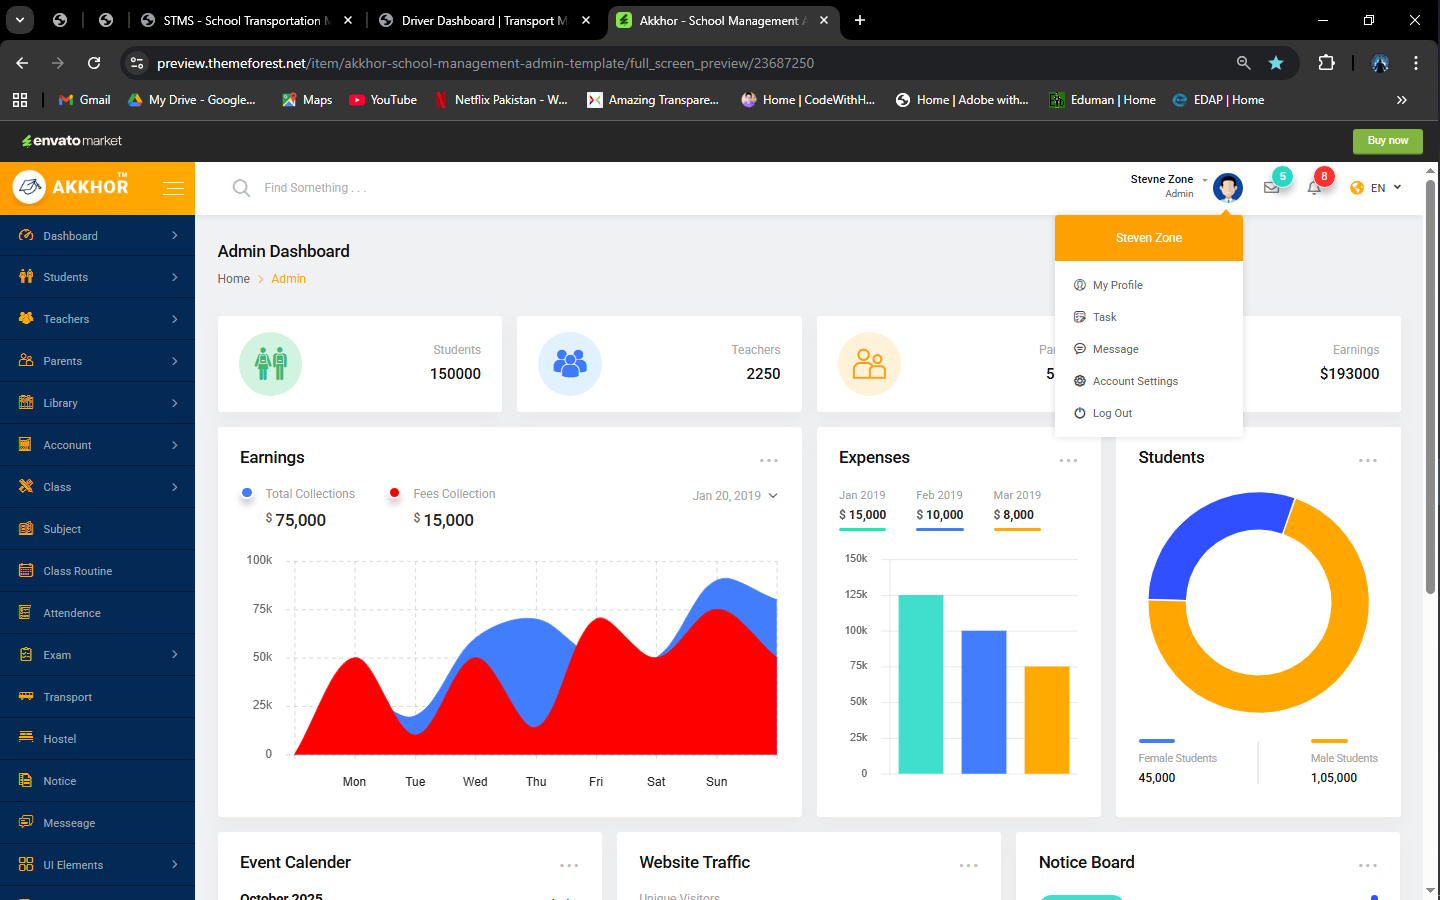 STMS - School Transportation M
Driver Dashboard | Transport M
Akkhor - School Management A
preview.themeforest.net/item/akkhor-school-management-admin-template/full_screen_preview/23687250
Gmail
My Drive - Google...
Maps
YouTube
Netflix Pakistan - W...
Amazing Transpare...
Home | CodeWithH...
Home | Adobe with...
Eduman | Home
EDAP | Home
envato market
Buy now
AKKHOR™
Find Something . . .
Stevne Zone
Admin
5
8
EN
Steven Zone
My Profile
Task
Message
Account Settings
Log Out
Dashboard
Students
Teachers
Parents
Library
Acconunt
Class
Subject
Class Routine
Attendence
Exam
Transport
Hostel
Notice
Messeage
UI Elements
Admin Dashboard
Home > Admin
Students
150000
Teachers
2250
Pa
5
Earnings
$193000
Earnings
Total Collections
$ 75,000
Fees Collection
$ 15,000
Jan 20, 2019
100k
75k
50k
25k
0
Mon Tue Wed Thu Fri Sat Sun
Expenses
Jan 2019 Feb 2019 Mar 2019
$ 15,000 $ 10,000 $ 8,000
150k
125k
100k
75k
50k
25k
0
Students
Female Students
45,000
Male Students
1,05,000
Event Calender
October 2025
Website Traffic
Unique Visitors
Notice Board